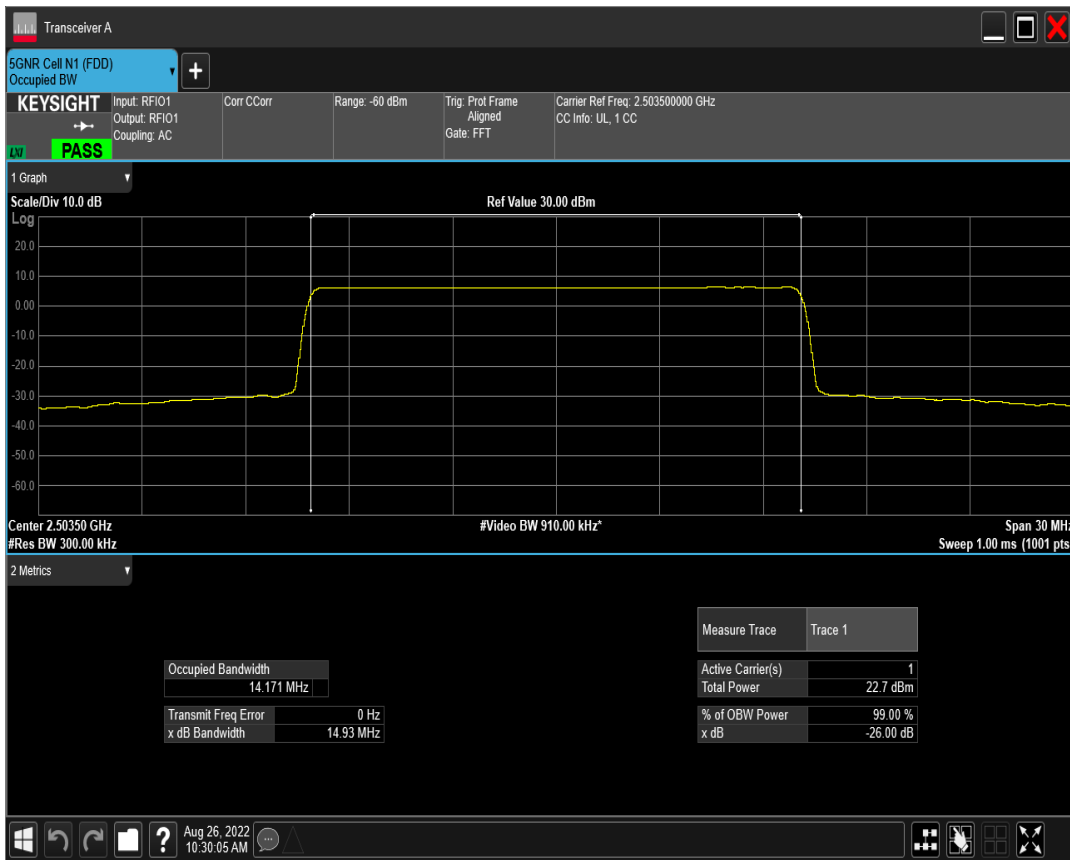 Transceiver A
5GNR Cell N1 (FDD)
Occupied BW
+
KEYSIGHT
LXI
PASS
Input: RFIO1
Output: RFIO1
Coupling: AC
Corr CCorr
Range: -60 dBm
Trig: Prot Frame
Aligned
Gate: FFT
Carrier Ref Freq: 2.503500000 GHz
CC Info: UL, 1 CC
1 Graph
Scale/Div 10.0 dB
Ref Value 30.00 dBm
Log
20.0
10.0
0.00
-10.0
-20.0
-30.0
-40.0
-50.0
-60.0
Center 2.50350 GHz
#Video BW 910.00 kHz*
Span 30 MHz
#Res BW 300.00 kHz
Sweep 1.00 ms (1001 pts
2 Metrics
Measure Trace Trace 1
Occupied Bandwidth
14.171 MHz
Active Carrier(s) 1
Total Power 22.7 dBm
Transmit Freq Error 0 Hz
x dB Bandwidth 14.93 MHz
% of OBW Power 99.00 %
x dB -26.00 dB
?
Aug 26, 2022
10:30:05 AM